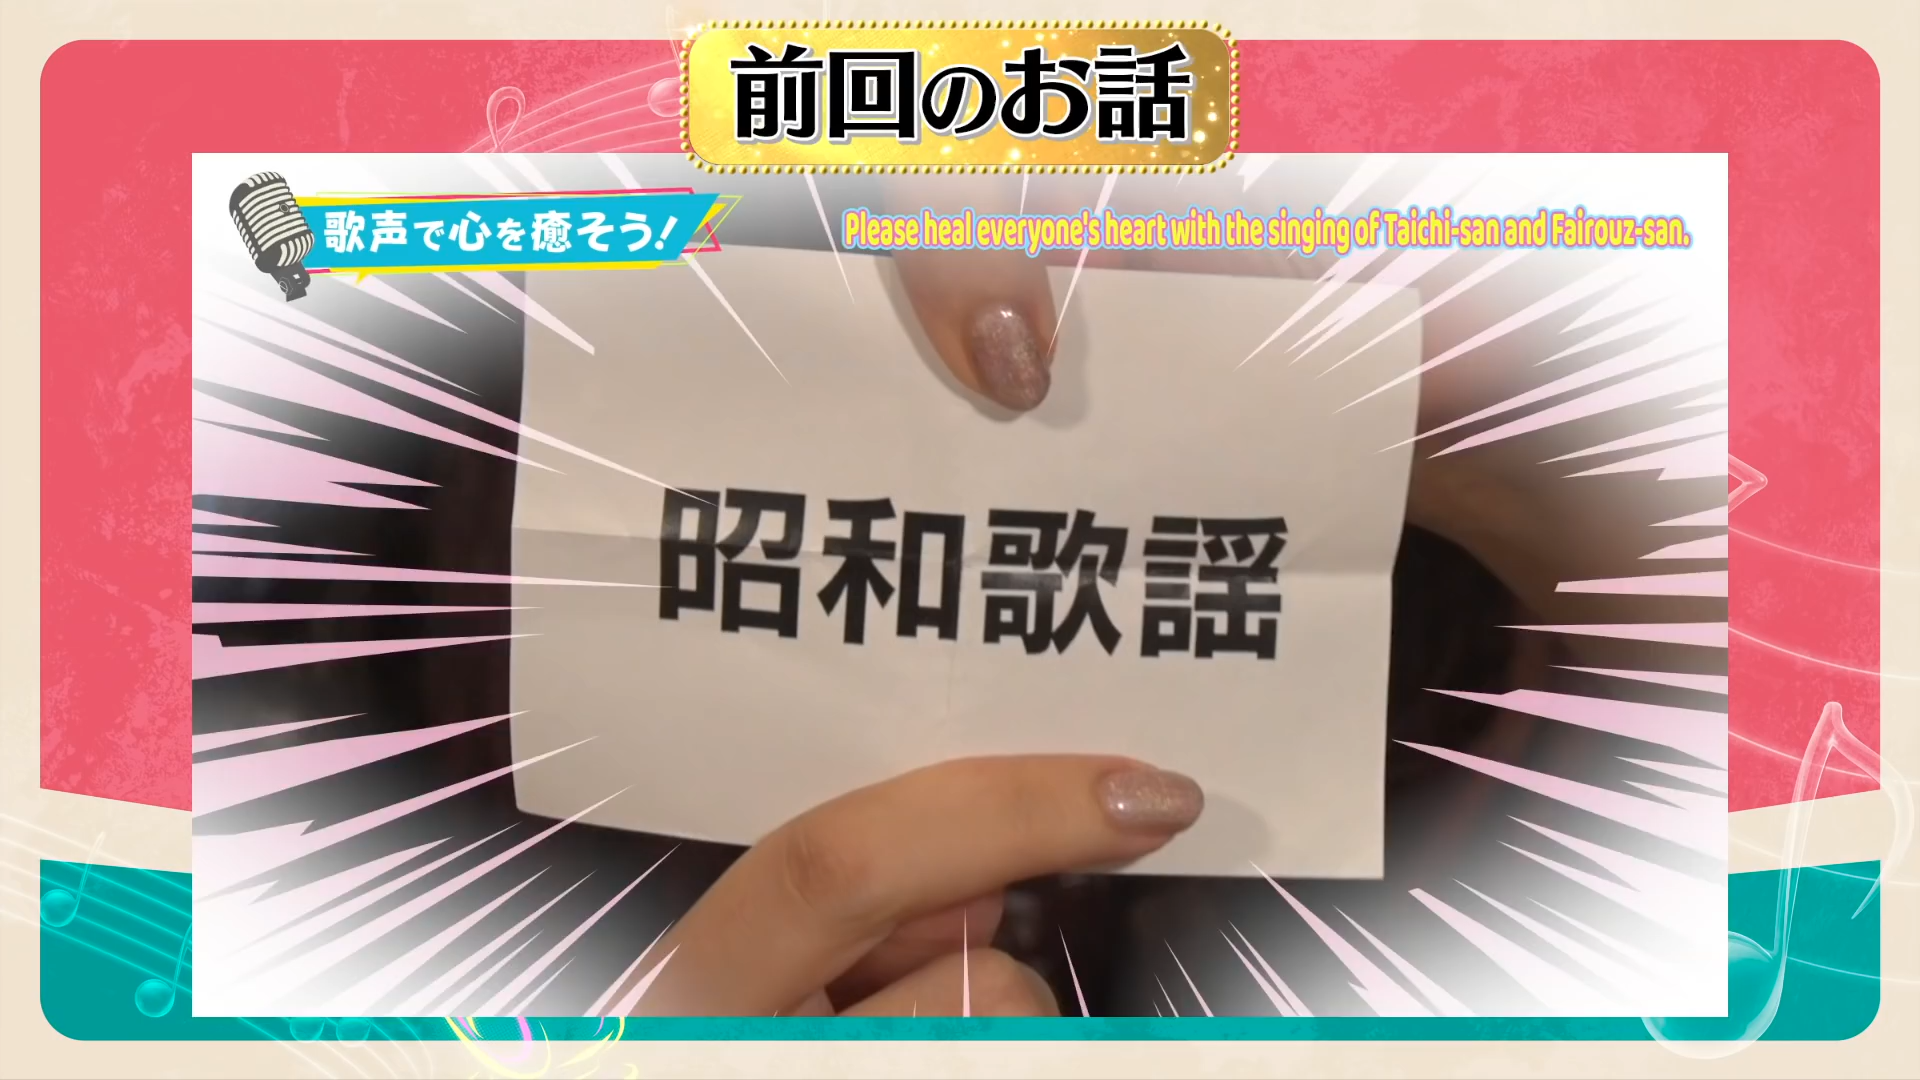 前回のお話
歌声で心を癒そう!
Please heal everyone's heart with the singing of Taichi-san and Fairouz-san.
昭和歌謡